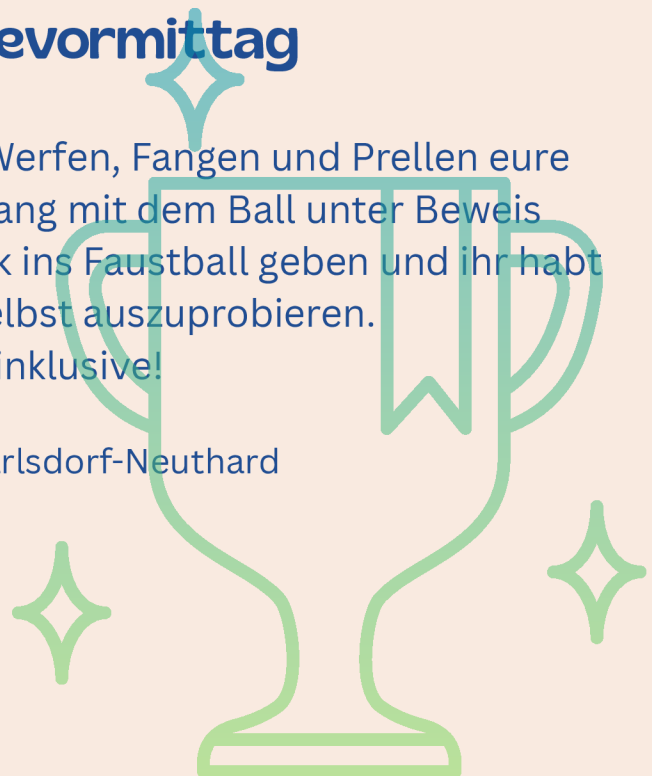 evormittag
Werfen, Fangen und Prellen eure
ang mit dem Ball unter Beweis
k ins Faustball geben und ihr habt
elbst auszuprobieren.
inklusive!
rlsdorf-Neuthard